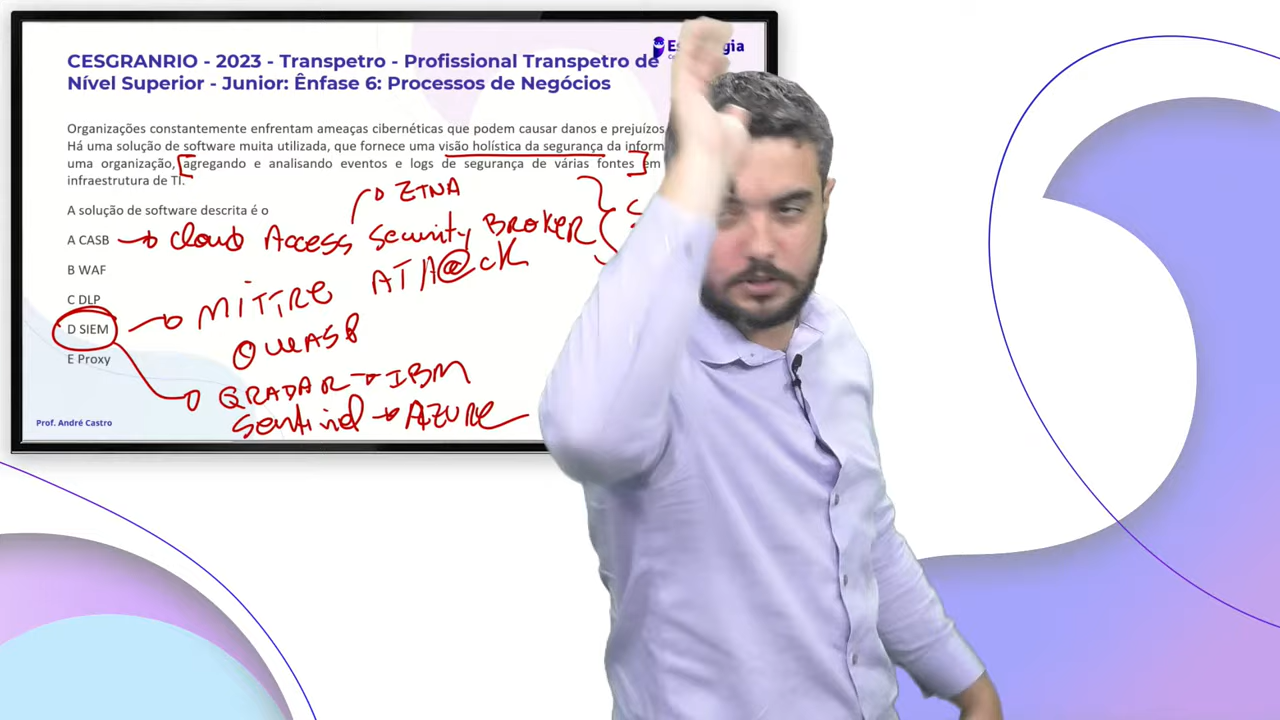 CESGRANRIO - 2023 - Transpetro - Profissional Transpetro de
Nível Superior - Junior: Ênfase 6: Processos de Negócios
Organizações constantemente enfrentam ameaças cibernéticas que podem causar danos e prejuízos
Há uma solução de software muita utilizada, que fornece uma visão holística da segurança da inform
uma organização, agregando e analisando eventos e logs de segurança de várias fontes em
infraestrutura de TI.
ZTNA
A solução de software descrita é o
A CASB
Cloud Access Security BROKER
B WAF
C DLP
MITTRE ATT@CK
D SIEM
OWASP
E Proxy
QRADAR → IBM
Sentinel → AZURE
Prof. André Castro